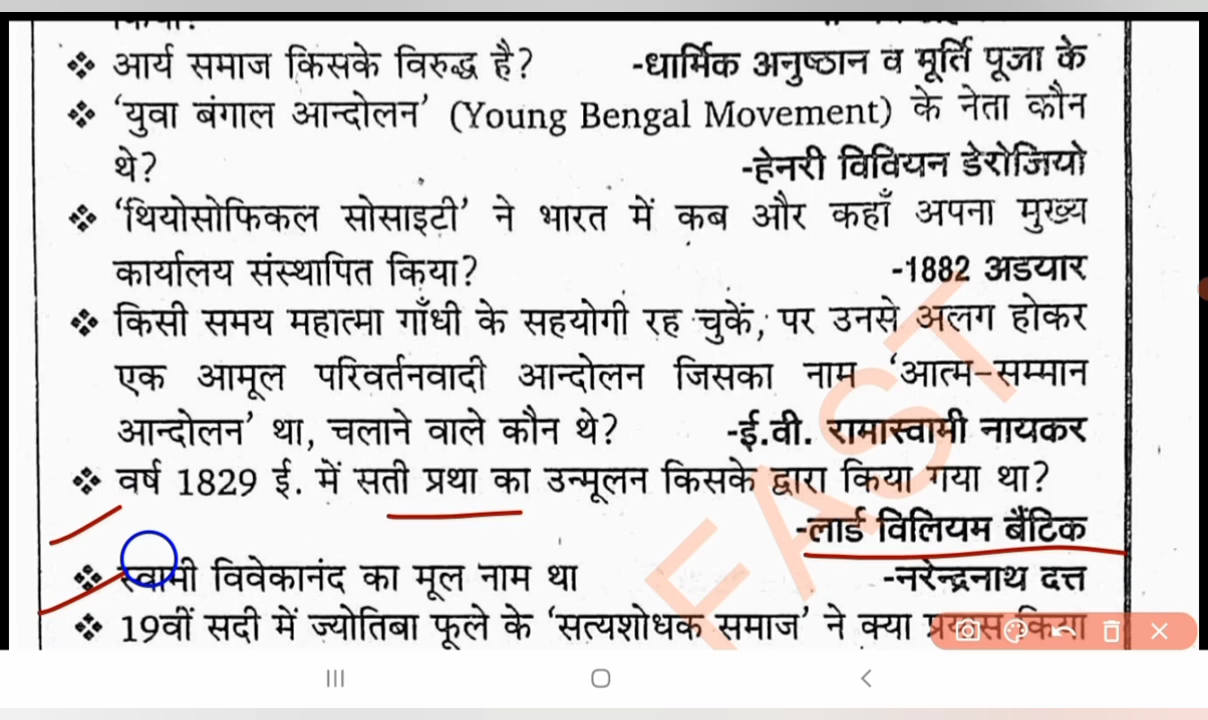 ❖ आर्य समाज किसके विरुद्ध है? -धार्मिक अनुष्ठान व मूर्ति पूजा के
❖ ‘युवा बंगाल आन्दोलन’ (Young Bengal Movement) के नेता कौन
थे? -हेनरी विवियन डेरोजियो
❖ ‘थियोसोफिकल सोसाइटी’ ने भारत में कब और कहाँ अपना मुख्य
कार्यालय संस्थापित किया? -1882 अडयार
❖ किसी समय महात्मा गाँधी के सहयोगी रह चुकें, पर उनसे अलग होकर
एक आमूल परिवर्तनवादी आन्दोलन जिसका नाम ‘आत्म-सम्मान
आन्दोलन’ था, चलाने वाले कौन थे? -ई.वी. रामास्वामी नायकर
❖ वर्ष 1829 ई. में सती प्रथा का उन्मूलन किसके द्वारा किया गया था?
-लार्ड विलियम बैंटिक
❖ स्वामी विवेकानंद का मूल नाम था -नरेन्द्रनाथ दत्त
❖ 19वीं सदी में ज्योतिबा फूले के ‘सत्यशोधक समाज’ ने क्या प्रयास किया
FAST